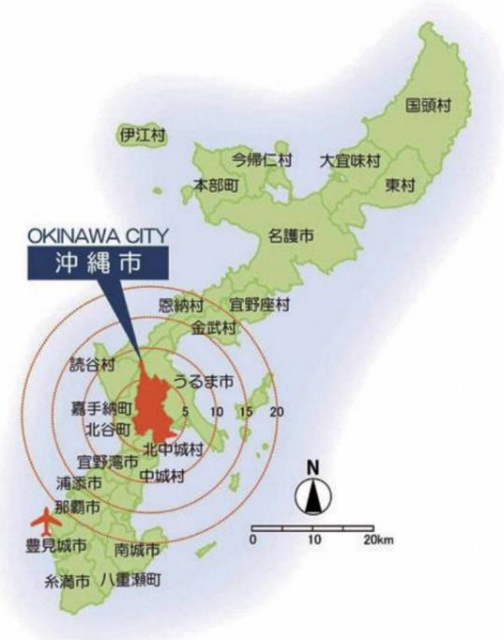 国頭村
伊江村
今帰仁村
大宜味村
本部町
東村
名護市
OKINAWA CITY
沖縄市
恩納村
宜野座村
金武村
読谷村
うるま市
嘉手納町
5 10 15 20
北谷町
北中城村
宜野湾市
中城村
浦添市
那覇市
豊見城市
南城市
糸満市
八重瀬町
N
0 10 20km